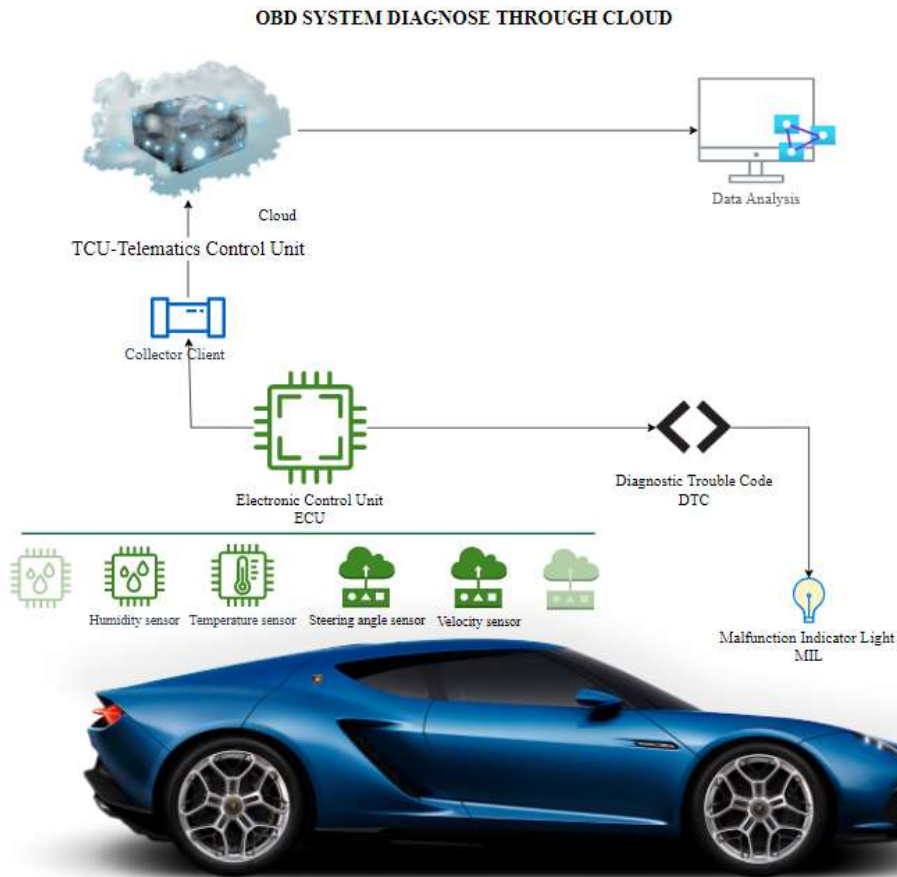 OBD SYSTEM DIAGNOSE THROUGH CLOUD
Cloud
Data Analysis
TCU-Telematics Control Unit
Collector Client
Electronic Control Unit
ECU
Diagnostic Trouble Code
DTC
Humidity sensor
Temperature sensor
Steering angle sensor
Velocity sensor
Malfunction Indicator Light
MIL